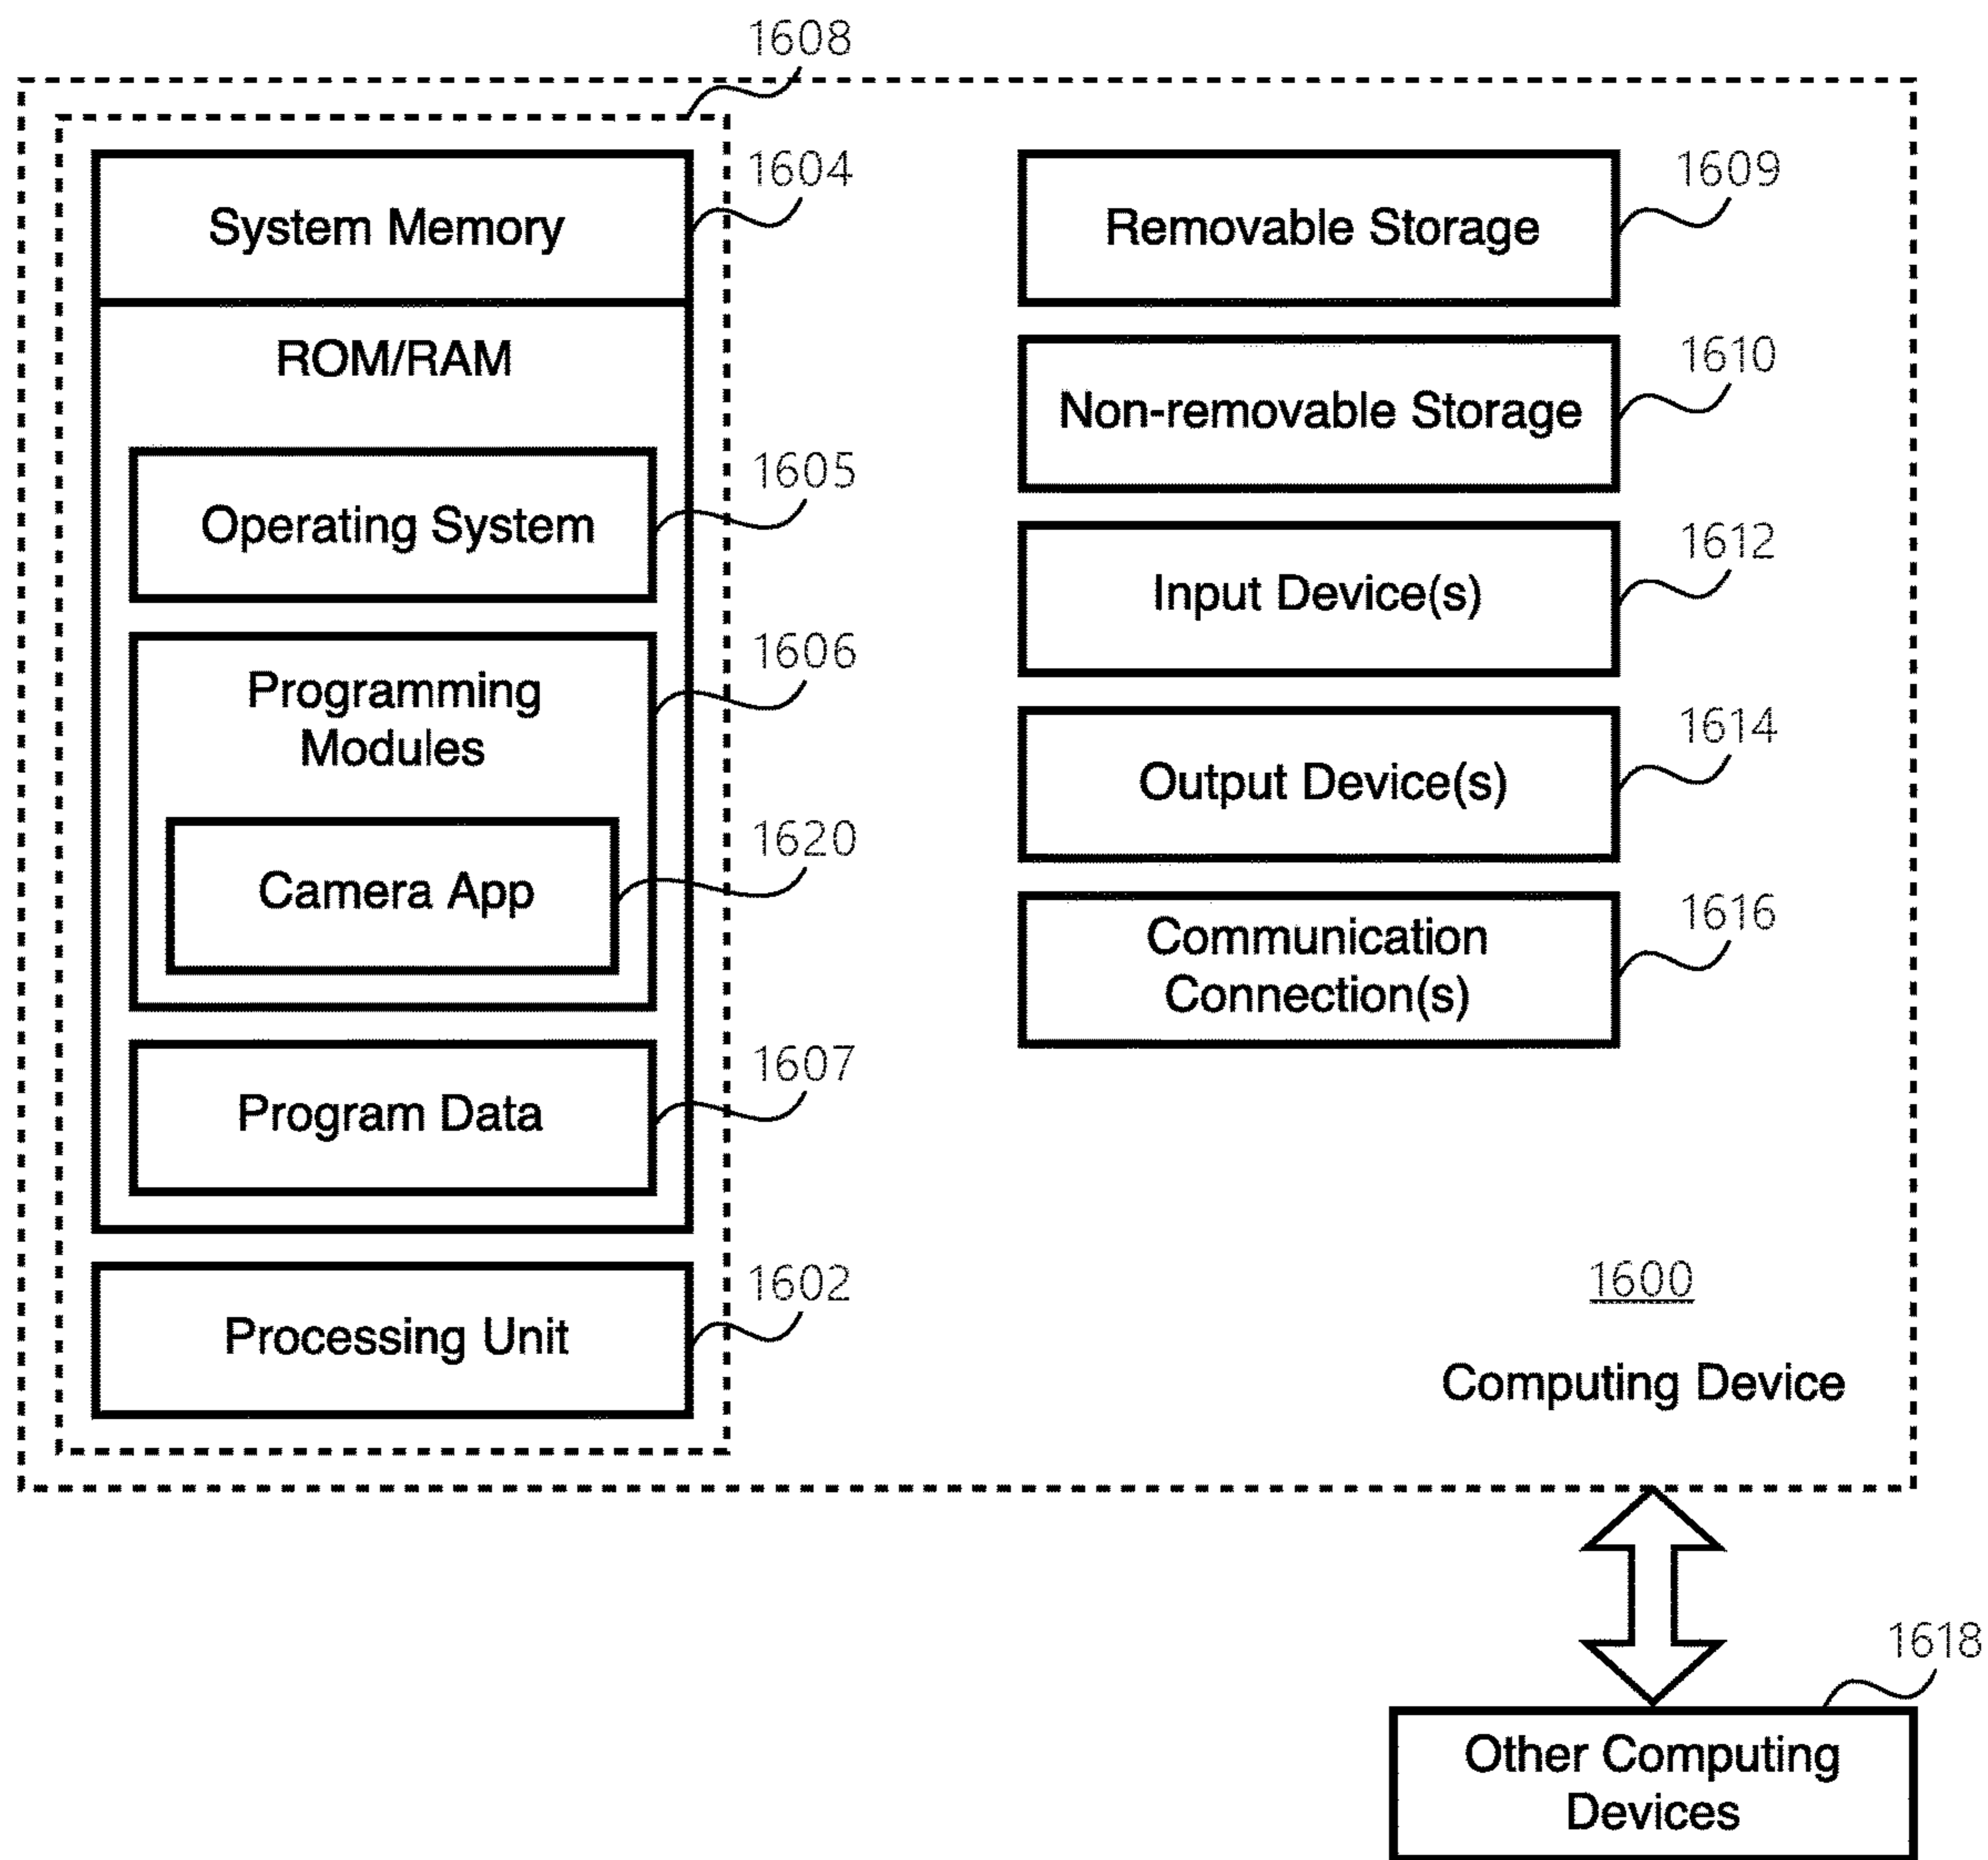 1608
1604
System Memory
ROM/RAM
1605
Operating System
1606
Programming
Modules
1620
Camera App
1607
Program Data
1602
Processing Unit
1609
Removable Storage
1610
Non-removable Storage
1612
Input Device(s)
1614
Output Device(s)
1616
Communication
Connection(s)
1600
Computing Device
1618
Other Computing
Devices